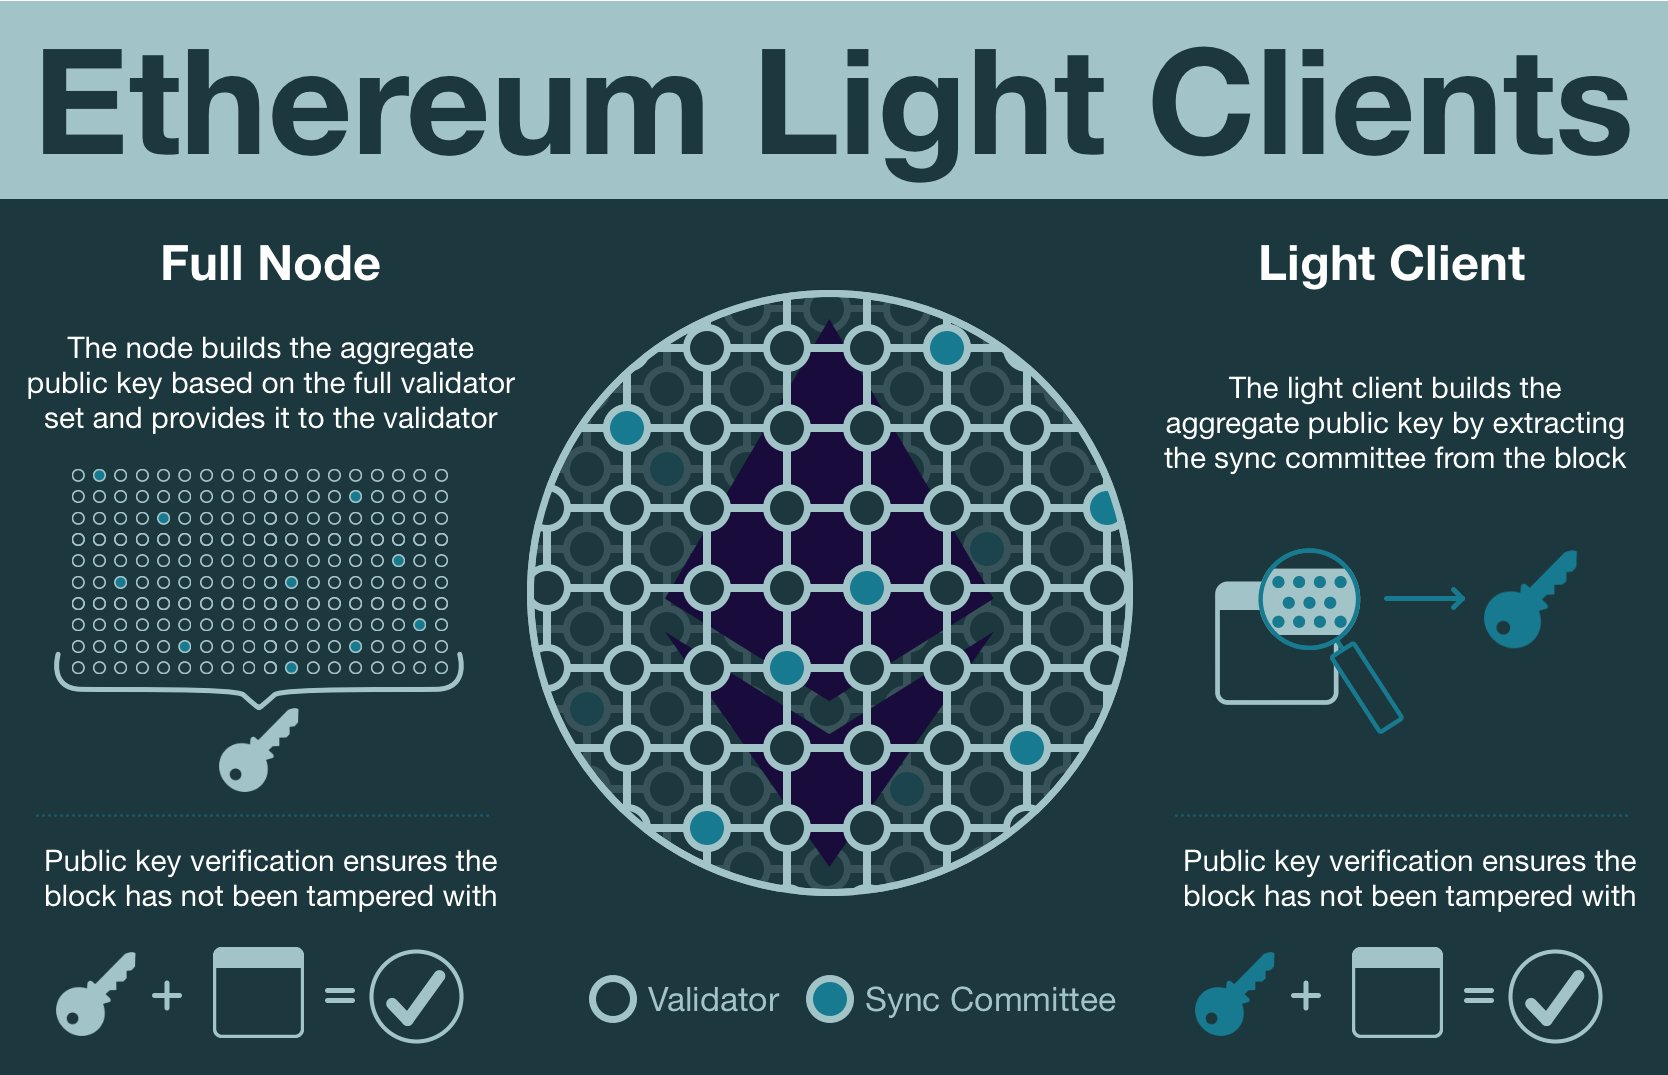 Ethereum Light Clients
Full Node
The node builds the aggregate
public key based on the full validator
set and provides it to the validator
Public key verification ensures the
block has not been tampered with
Validator
Sync Committee
Light Client
The light client builds the
aggregate public key by extracting
the sync committee from the block
Public key verification ensures the
block has not been tampered with